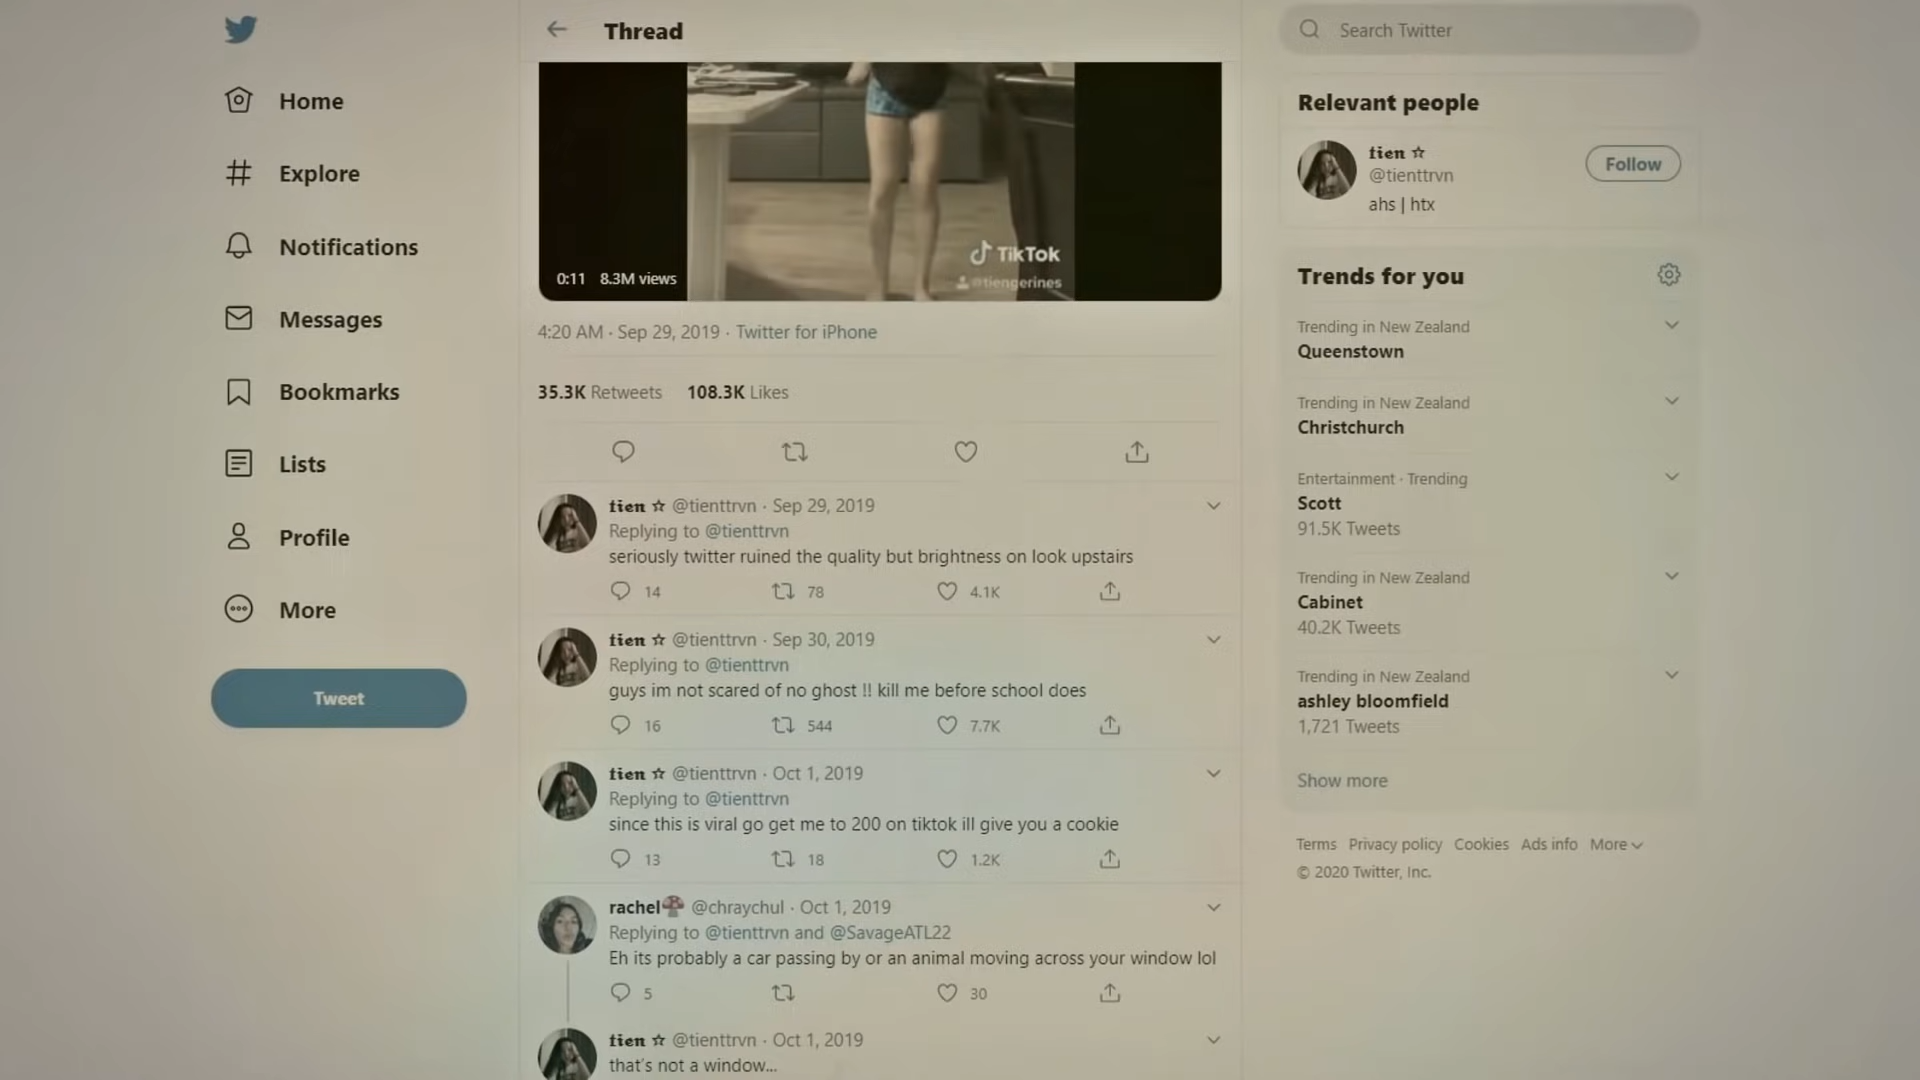 Home
Explore
Notifications
Messages
Bookmarks
Lists
Profile
More
Tweet
Thread
TikTok
@tiengerines
0:11 8.3M views
4:20 AM · Sep 29, 2019 · Twitter for iPhone
35.3K Retweets 108.3K Likes
tien ☆ @tienttrvn · Sep 29, 2019
Replying to @tienttrvn
seriously twitter ruined the quality but brightness on look upstairs
14 78 4.1K
tien ☆ @tienttrvn · Sep 30, 2019
Replying to @tienttrvn
guys im not scared of no ghost !! kill me before school does
16 544 7.7K
tien ☆ @tienttrvn · Oct 1, 2019
Replying to @tienttrvn
since this is viral go get me to 200 on tiktok ill give you a cookie
13 18 1.2K
rachel🍄 @chraychul · Oct 1, 2019
Replying to @tienttrvn and @SavageATL22
Eh its probably a car passing by or an animal moving across your window lol
5 30
tien ☆ @tienttrvn · Oct 1, 2019
that's not a window...
Search Twitter
Relevant people
tien ☆
@tienttrvn
Follow
ahs | htx
Trends for you
Trending in New Zealand
Queenstown
Trending in New Zealand
Christchurch
Entertainment · Trending
Scott
91.5K Tweets
Trending in New Zealand
Cabinet
40.2K Tweets
Trending in New Zealand
ashley bloomfield
1,721 Tweets
Show more
Terms Privacy policy Cookies Ads info More
© 2020 Twitter, Inc.